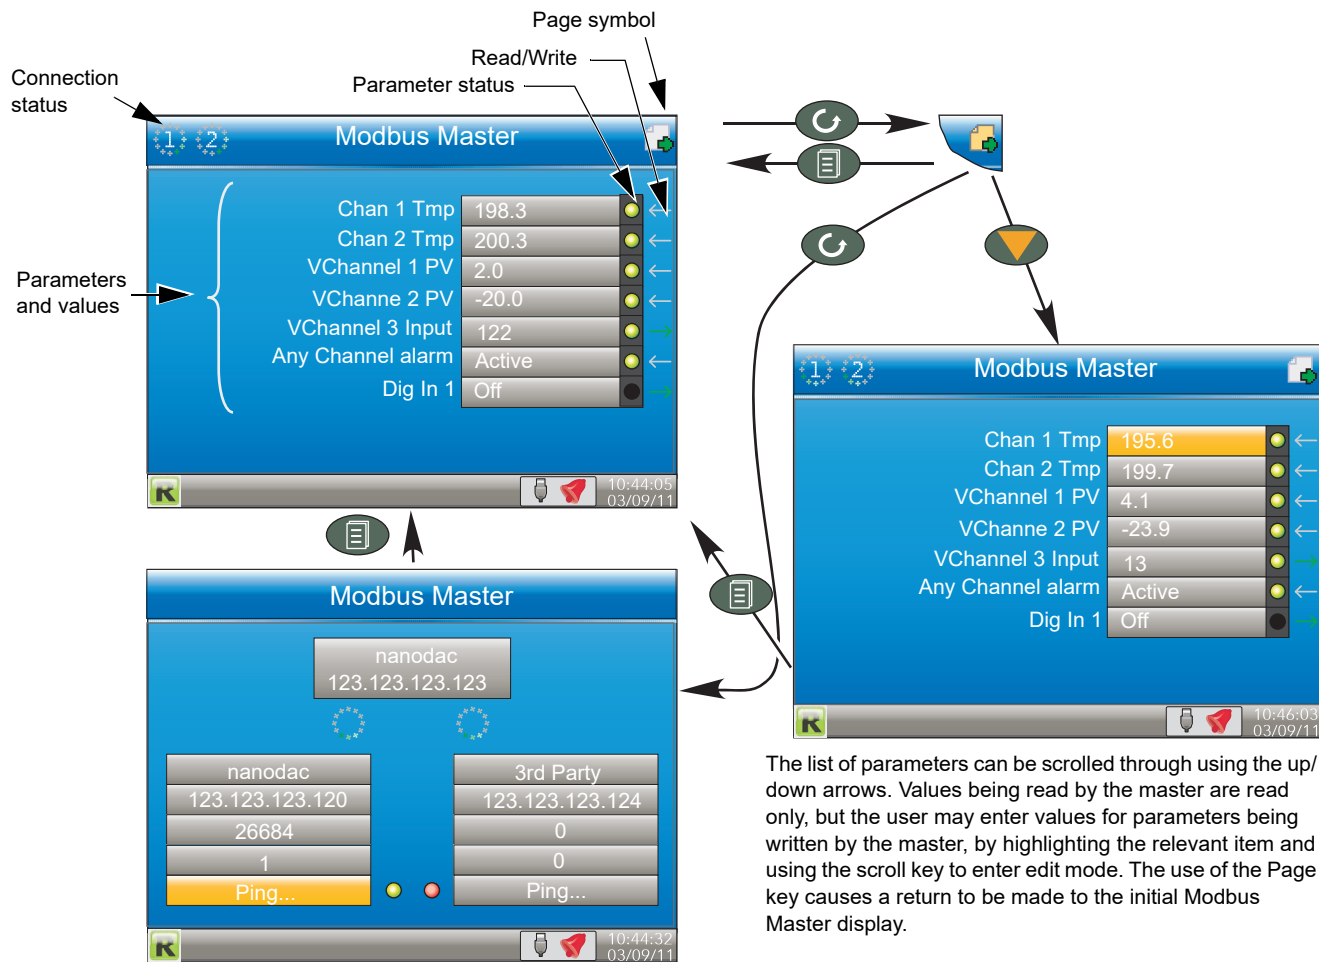 Page symbol
Read/Write
Parameter status
Connection
status
1 2
Modbus Master
Chan 1 Tmp 198.3
Chan 2 Tmp 200.3
VChannel 1 PV 2.0
VChanne 2 PV -20.0
VChannel 3 Input 122
Any Channel alarm Active
Dig In 1 Off
Parameters
and values
10:44:05
03/09/11
1 2
Modbus Master
Chan 1 Tmp 195.6
Chan 2 Tmp 199.7
VChannel 1 PV 4.1
VChanne 2 PV -23.9
VChannel 3 Input 13
Any Channel alarm Active
Dig In 1 Off
10:46:03
03/09/11
Modbus Master
nanodac
123.123.123.123
nanodac
123.123.123.120
26684
1
Ping...
3rd Party
123.123.123.124
0
0
Ping...
10:44:32
03/09/11
The list of parameters can be scrolled through using the up/
down arrows. Values being read by the master are read
only, but the user may enter values for parameters being
written by the master, by highlighting the relevant item and
using the scroll key to enter edit mode. The use of the Page
key causes a return to be made to the initial Modbus
Master display.